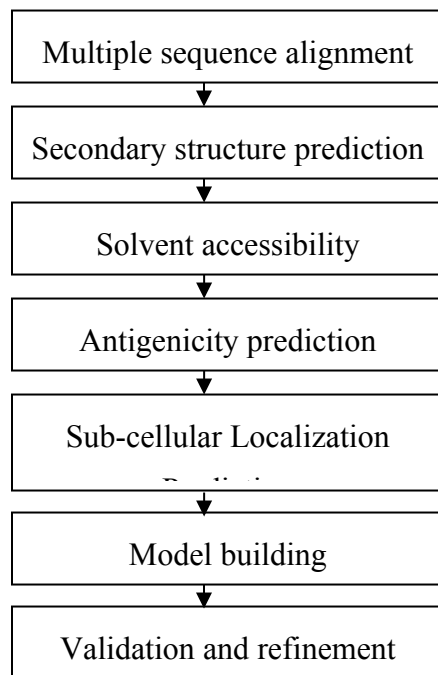 Multiple sequence alignment
Secondary structure prediction
Solvent accessibility
Antigenicity prediction
Sub-cellular Localization
Model building
Validation and refinement